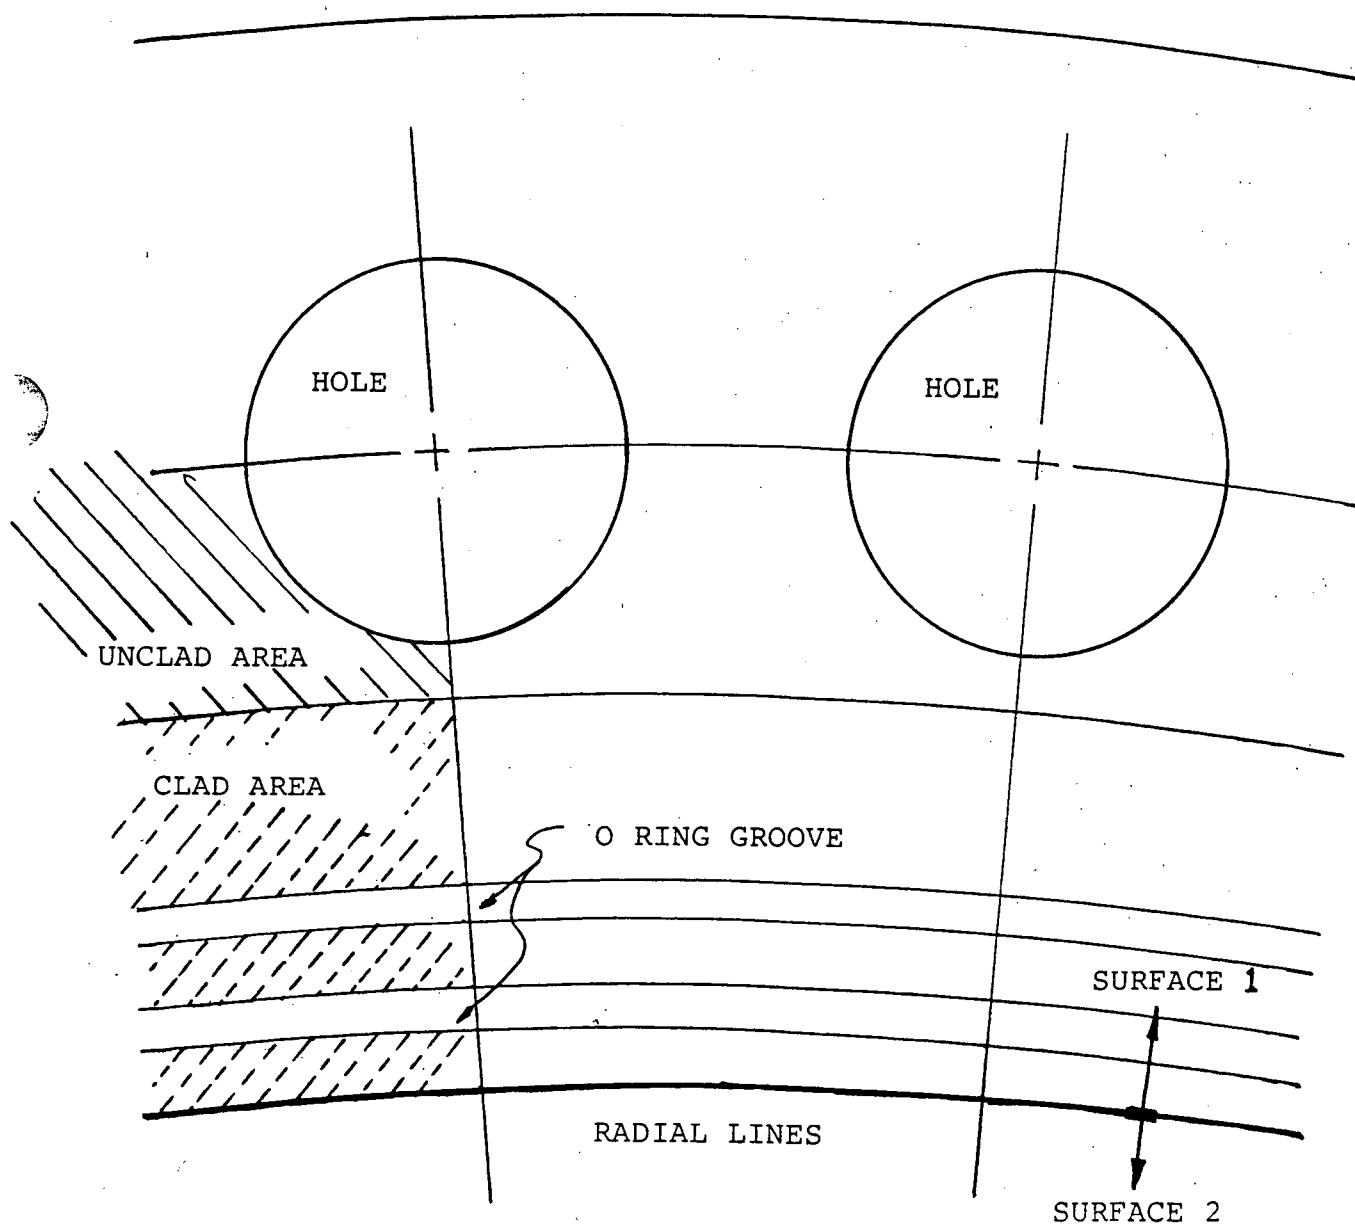 HOLE
HOLE
UNCLAD AREA
CLAD AREA
O RING GROOVE
SURFACE 1
RADIAL LINES
SURFACE 2